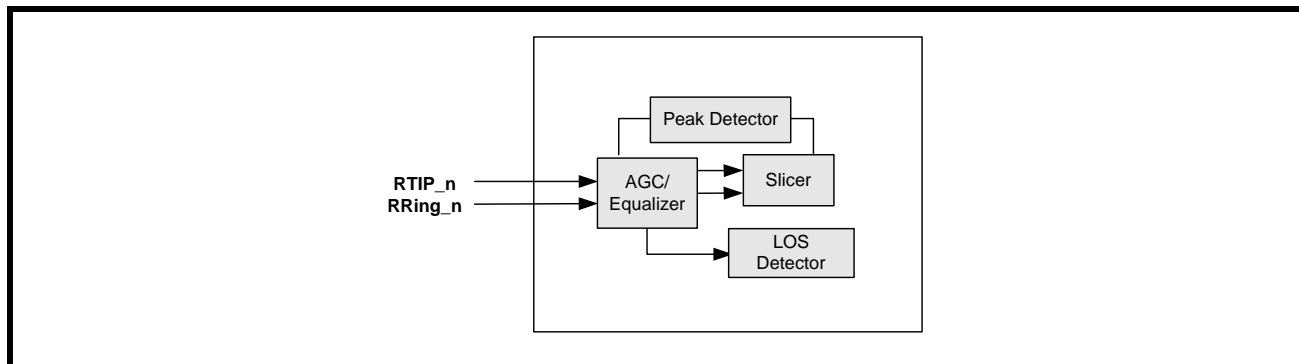 Peak Detector
RTIP_n
RRing_n
AGC/
Equalizer
Slicer
LOS
Detector